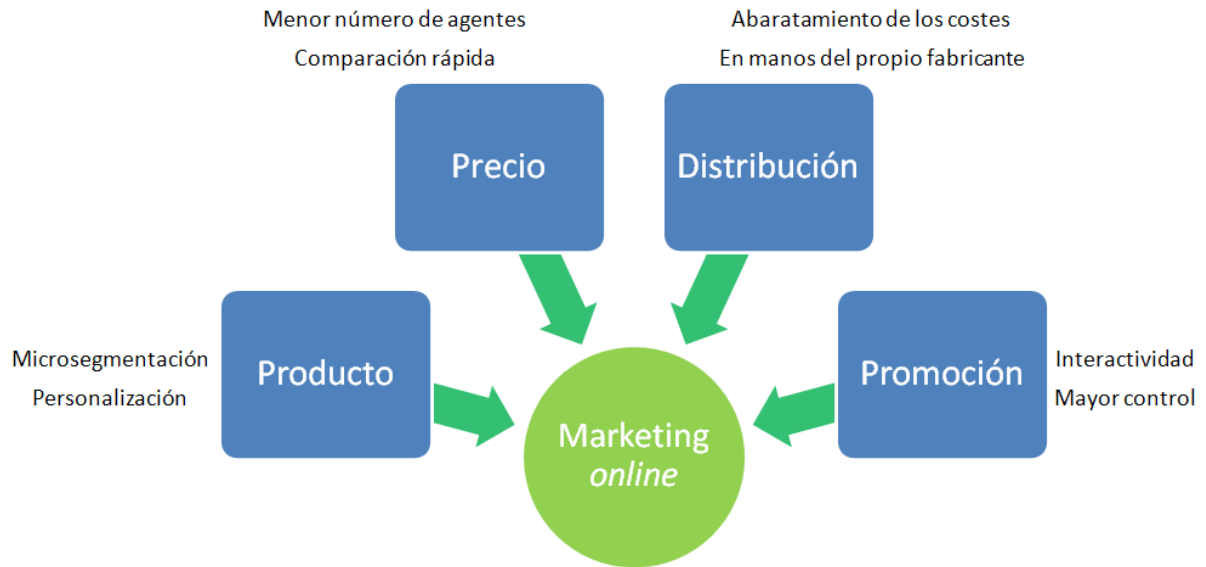 Menor número de agentes
Comparación rápida
Abaratamiento de los costes
En manos del propio fabricante
Precio
Distribución
Microsegmentación
Personalización
Producto
Promoción
Interactividad
Mayor control
Marketing
online